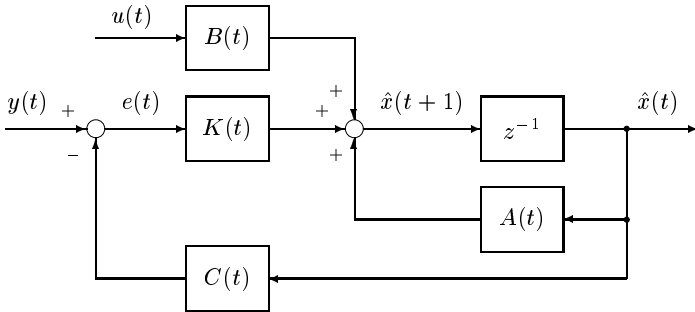 u(t)
B(t)
y(t)
+
e(t)
K(t)
+
+
x̂(t + 1)
z⁻¹
x̂(t)
−
+
A(t)
C(t)